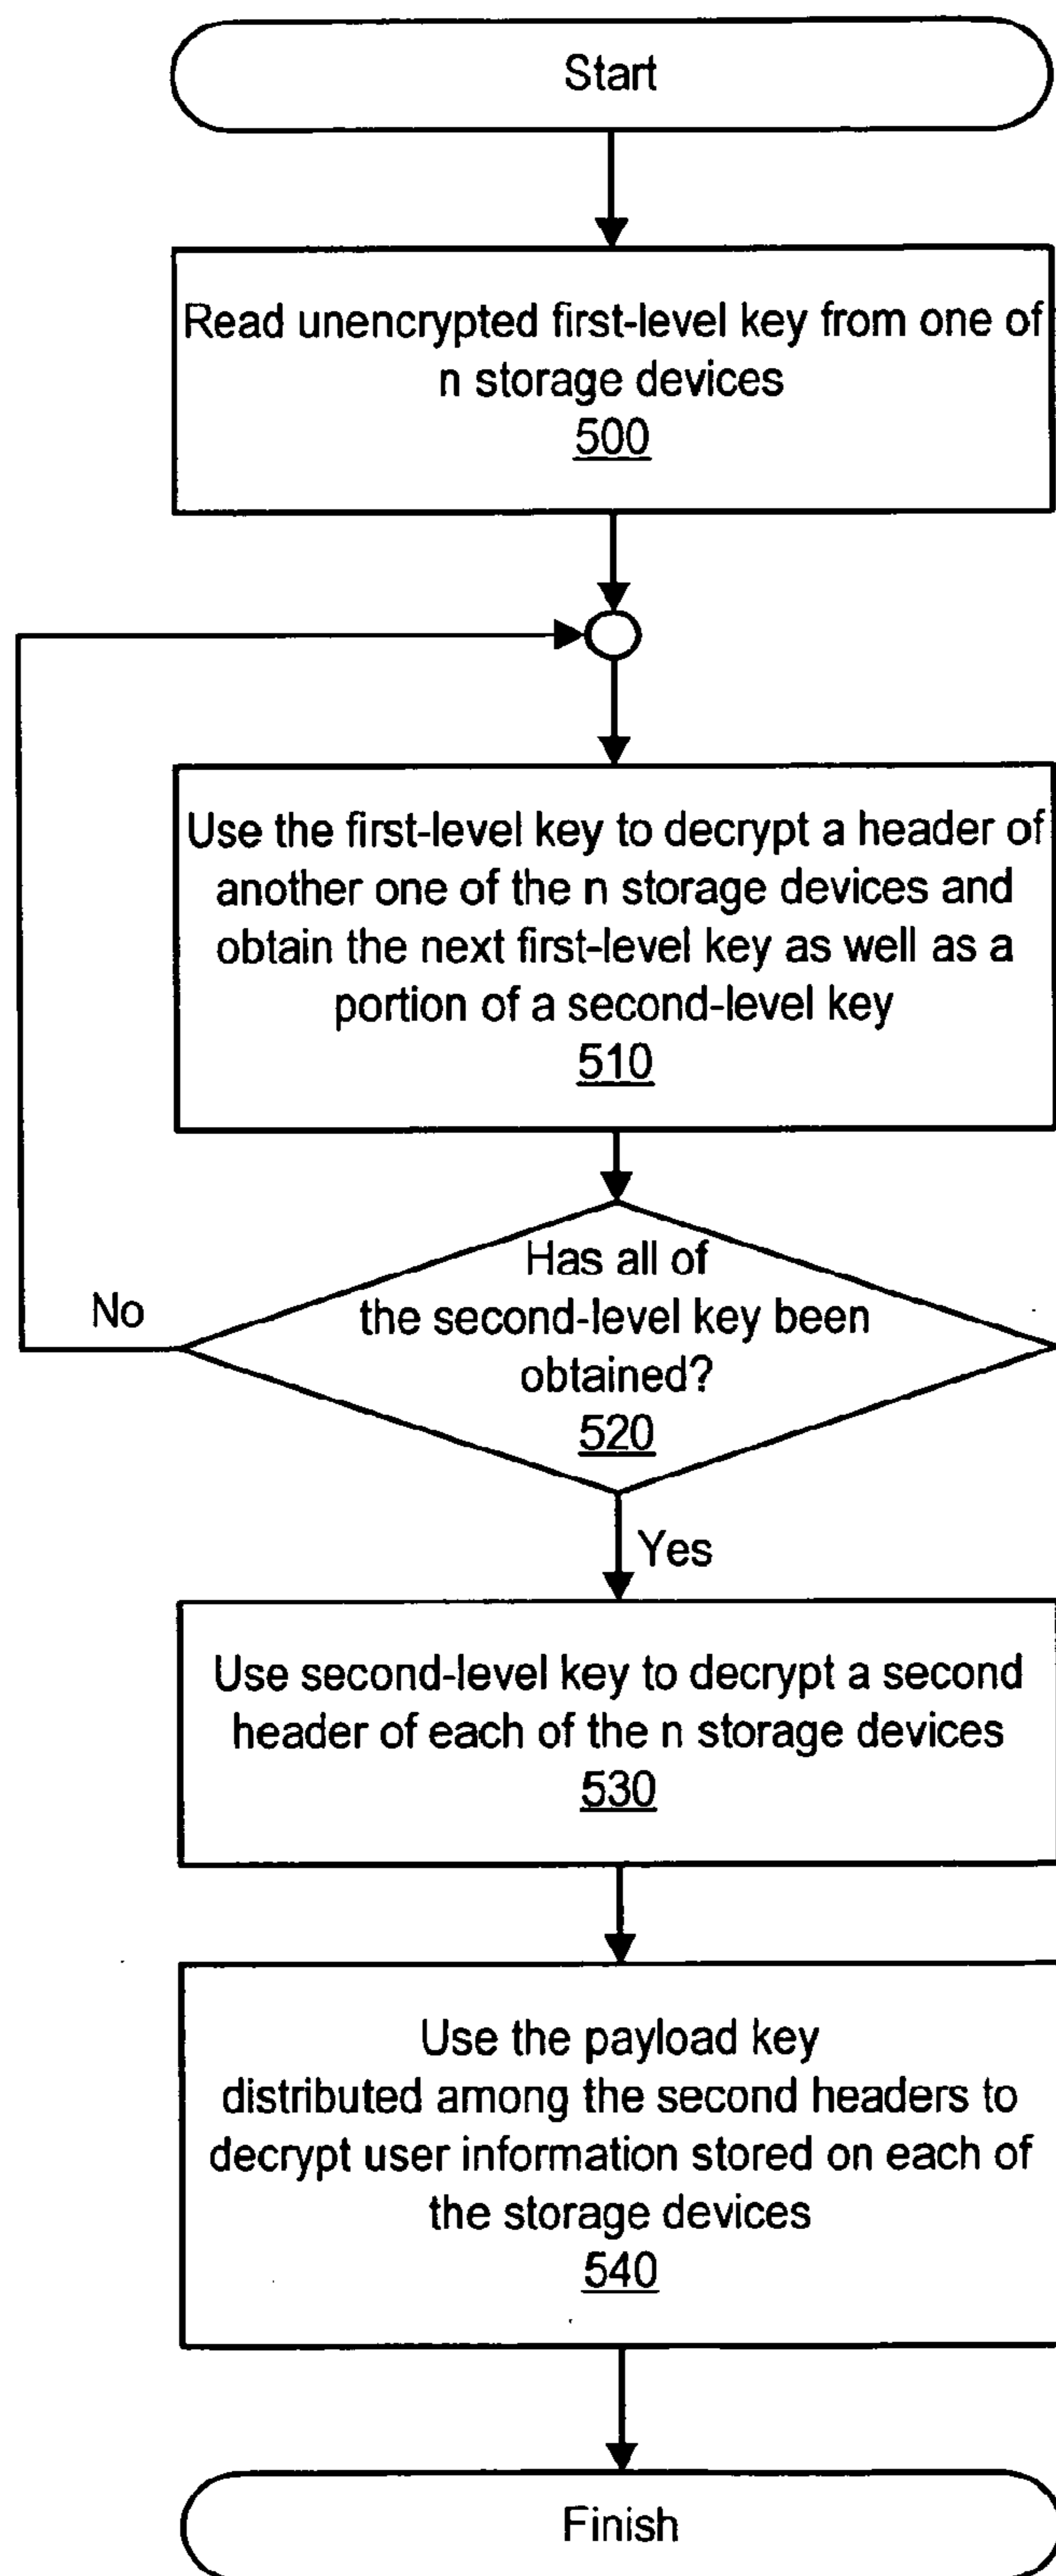 Start
Read unencrypted first-level key from one of
n storage devices
500
Use the first-level key to decrypt a header of
another one of the n storage devices and
obtain the next first-level key as well as a
portion of a second-level key
510
Has all of
the second-level key been
obtained?
520
No
Yes
Use second-level key to decrypt a second
header of each of the n storage devices
530
Use the payload key
distributed among the second headers to
decrypt user information stored on each of
the storage devices
540
Finish